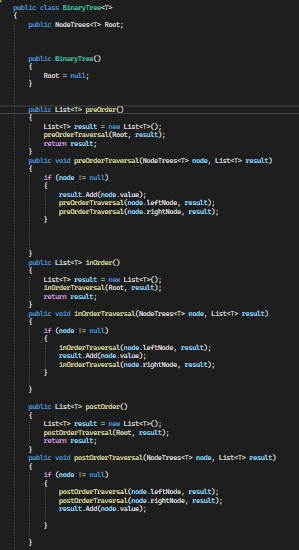 public class BinaryTree<T>
{
public NodeTrees<T> Root;
public BinaryTree()
{
Root = null;
}
public List<T> preOrder()
{
List<T> result = new List<T>();
preOrderTraversal(Root, result);
return result;
}
public void preOrderTraversal(NodeTrees<T> node, List<T> result)
{
if (node != null)
{
result.Add(node.value);
preOrderTraversal(node.leftNode, result);
preOrderTraversal(node.rightNode, result);
}
}
public List<T> inOrder()
{
List<T> result = new List<T>();
inOrderTraversal(Root, result);
return result;
}
public void inOrderTraversal(NodeTrees<T> node, List<T> result)
{
if (node != null)
{
inOrderTraversal(node.leftNode, result);
result.Add(node.value);
inOrderTraversal(node.rightNode, result);
}
}
public List<T> postOrder()
{
List<T> result = new List<T>();
postOrderTraversal(Root, result);
return result;
}
public void postOrderTraversal(NodeTrees<T> node, List<T> result)
{
if (node != null)
{
postOrderTraversal(node.leftNode, result);
postOrderTraversal(node.rightNode, result);
result.Add(node.value);
}
}